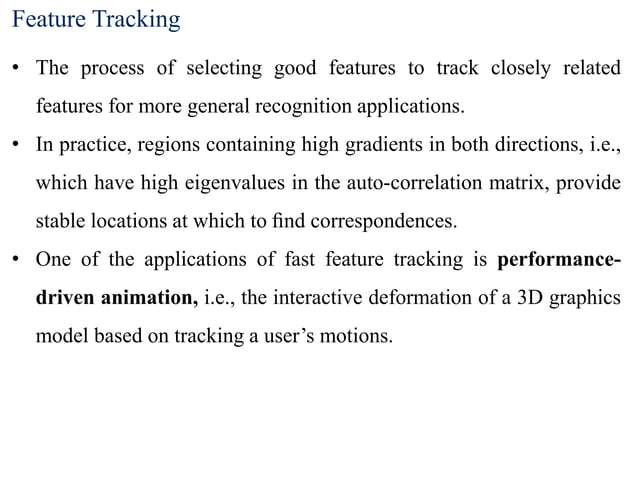 Feature Tracking
• The process of selecting good features to track closely related
features for more general recognition applications.
• In practice, regions containing high gradients in both directions, i.e.,
which have high eigenvalues in the auto-correlation matrix, provide
stable locations at which to find correspondences.
• One of the applications of fast feature tracking is performance-
driven animation, i.e., the interactive deformation of a 3D graphics
model based on tracking a user’s motions.